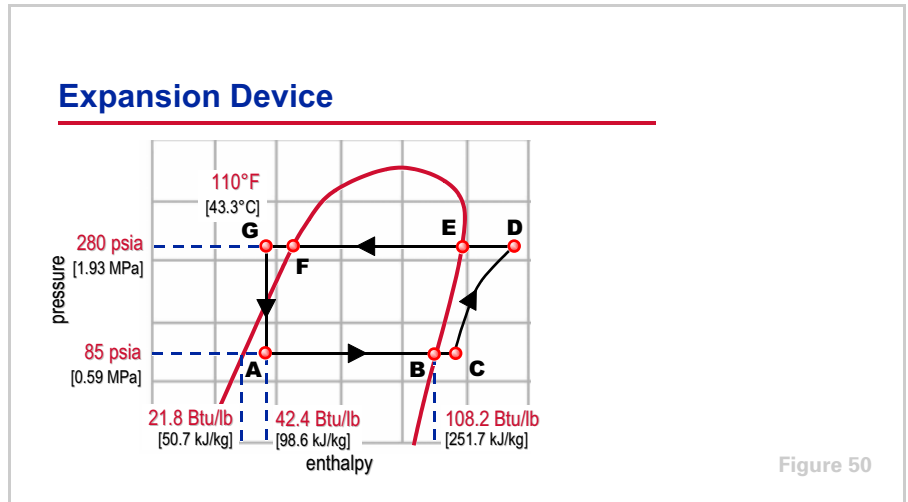 Expansion Device
110°F
[43.3°C]
G
E
D
280 psia
F
[1.93 MPa]
pressure
85 psia
A
B
C
[0.59 MPa]
21.8 Btu/lb
42.4 Btu/lb
108.2 Btu/lb
[50.7 kJ/kg]
[98.6 kJ/kg]
[251.7 kJ/kg]
enthalpy
Figure 50